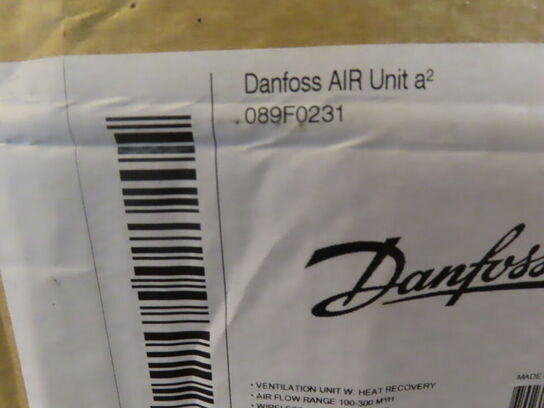 Danfoss AIR Unit a²
089F0231
Danfoss
• VENTILATION UNIT W. HEAT RECOVERY
• AIR FLOW RANGE 100-300 M³/H
MADE